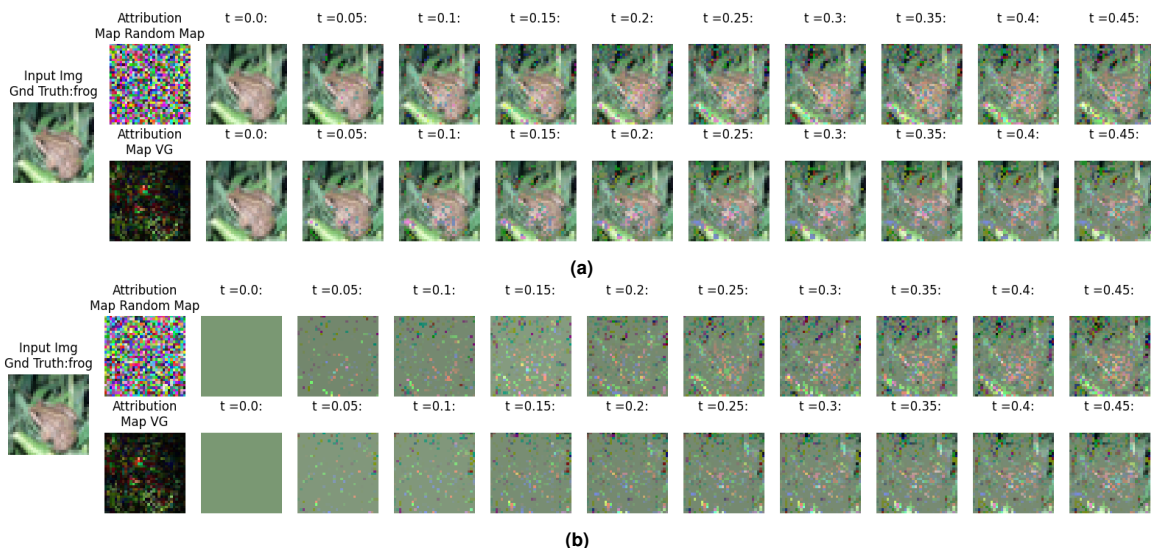 Attribution
Map Random Map
t =0.0: t =0.05: t =0.1: t =0.15: t =0.2: t =0.25: t =0.3: t =0.35: t =0.4: t =0.45:
Input Img
Gnd Truth:frog
Attribution
Map VG
t =0.0: t =0.05: t =0.1: t =0.15: t =0.2: t =0.25: t =0.3: t =0.35: t =0.4: t =0.45:
(a)
Attribution
Map Random Map
t =0.0: t =0.05: t =0.1: t =0.15: t =0.2: t =0.25: t =0.3: t =0.35: t =0.4: t =0.45:
Input Img
Gnd Truth:frog
Attribution
Map VG
t =0.0: t =0.05: t =0.1: t =0.15: t =0.2: t =0.25: t =0.3: t =0.35: t =0.4: t =0.45:
(b)